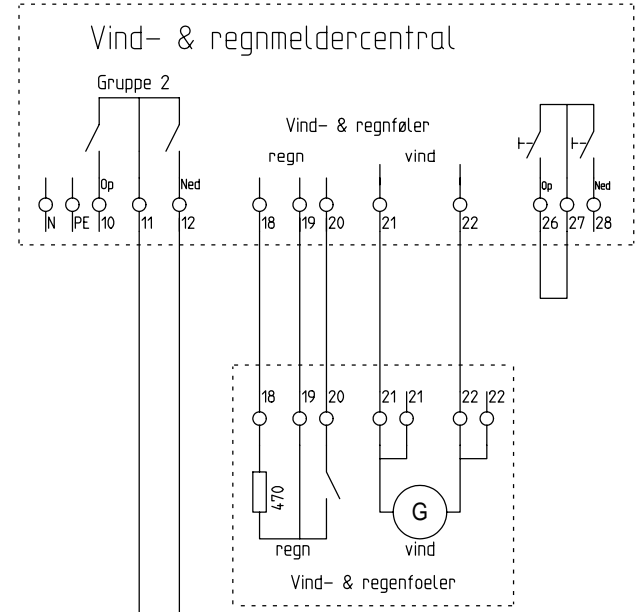 Vind- & regnmeldercentral
Gruppe 2
Vind- & regnføler
regn vind
Op Ned Op Ned
N PE 10 11 12 18 19 20 21 22 26 27 28
18 19 20 21 21 22 22
470
G
regn vind
Vind- & regenfoeler